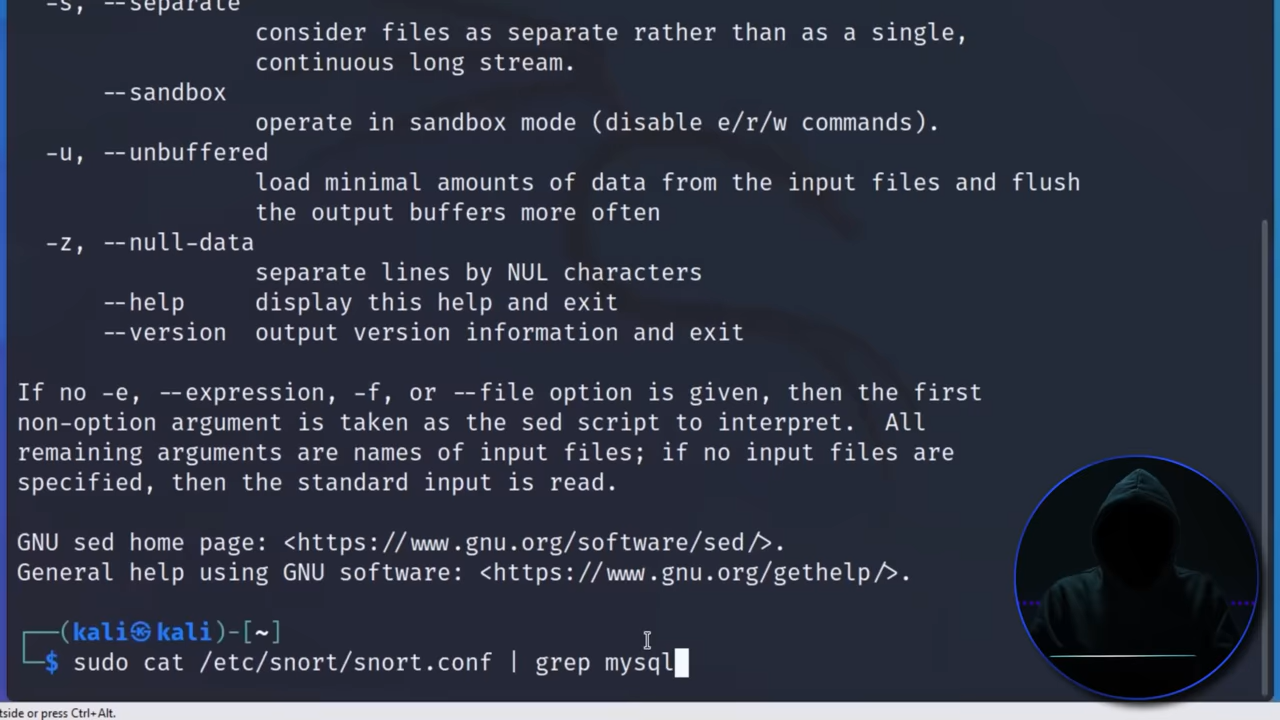 -s, --separate
consider files as separate rather than as a single,
continuous long stream.
--sandbox
operate in sandbox mode (disable e/r/w commands).
-u, --unbuffered
load minimal amounts of data from the input files and flush
the output buffers more often
-z, --null-data
separate lines by NUL characters
--help     display this help and exit
--version  output version information and exit
If no -e, --expression, -f, or --file option is given, then the first
non-option argument is taken as the sed script to interpret.  All
remaining arguments are names of input files; if no input files are
specified, then the standard input is read.
GNU sed home page: <https://www.gnu.org/software/sed/>.
General help using GNU software: <https://www.gnu.org/gethelp/>.
┌──(kali㉿kali)-[~]
└─$ sudo cat /etc/snort/snort.conf | grep mysql
tside or press Ctrl+Alt.